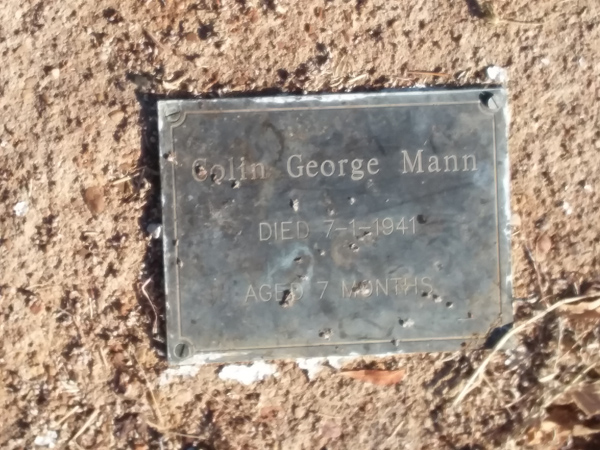 Colin George Mann
DIED 7-1-1941
AGED 7 MONTHS